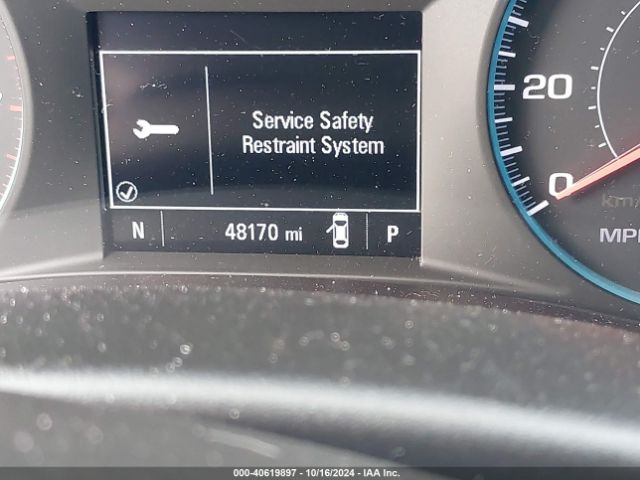 Service Safety
Restraint System
N 48170 mi P
20
0
km/
MPH
000-40619897 - 10/16/2024 - IAA Inc.